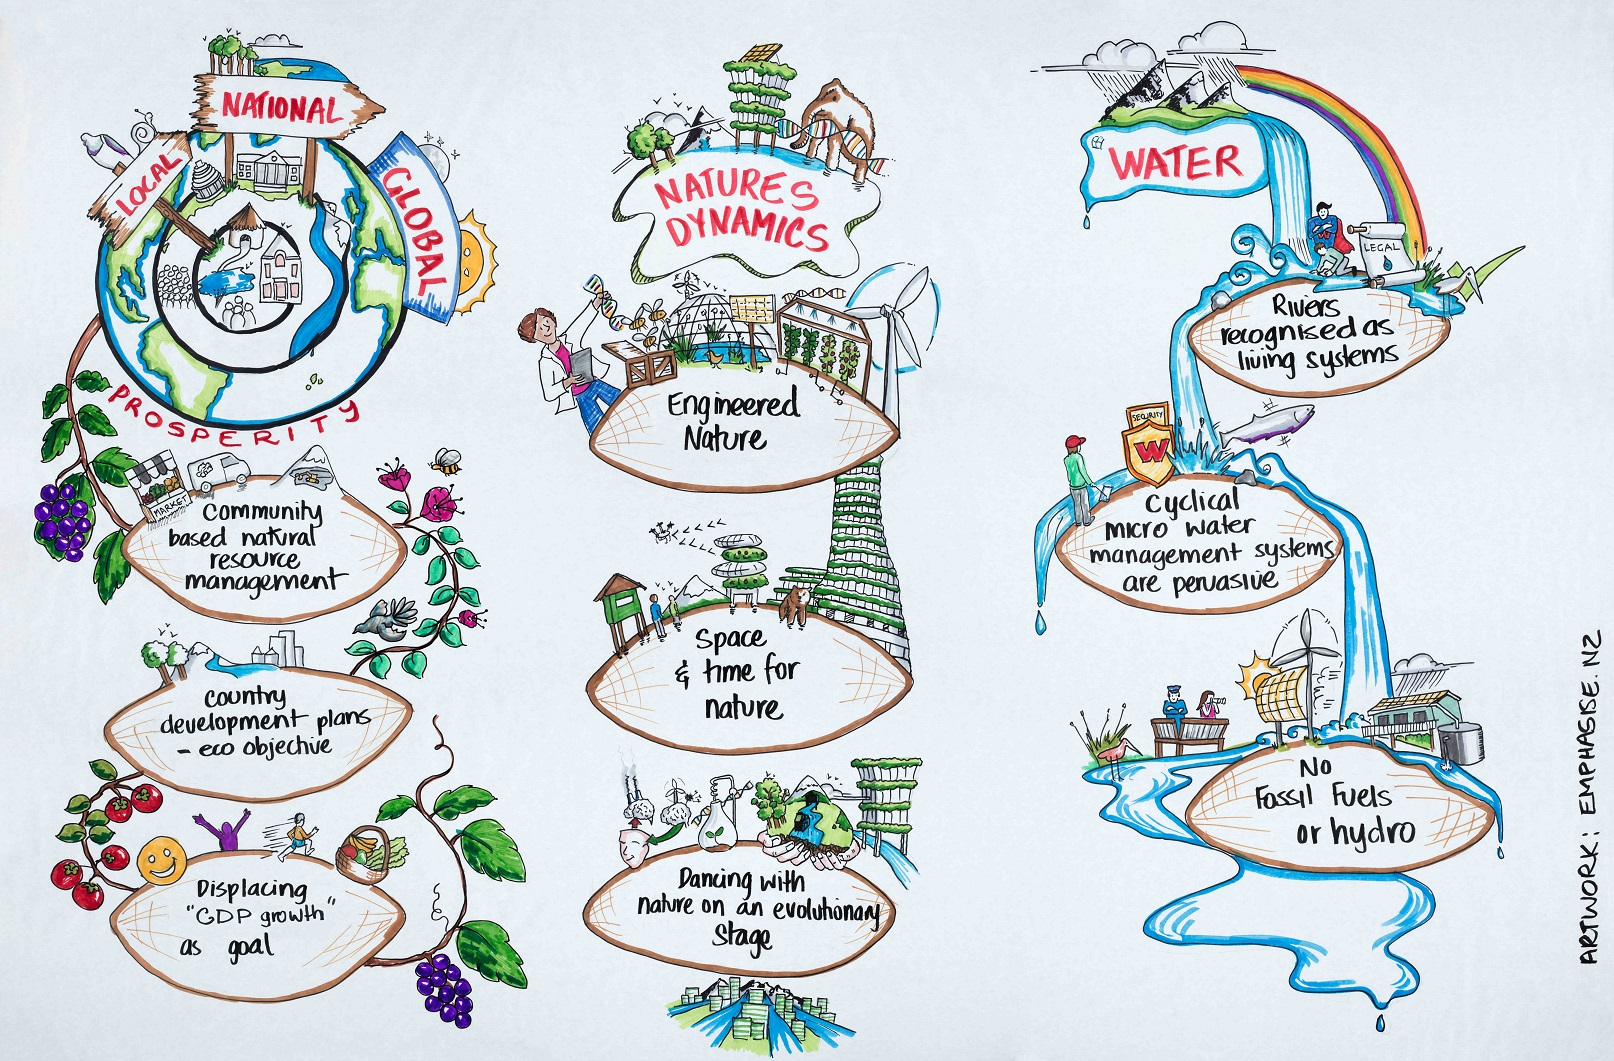 NATIONAL
LOCAL
GLOBAL
PROSPERITY
MARKET
Community
based natural
resource
management
Country
development plans
- eco objective
Displacing
"GDP growth"
as goal
NATURES
DYNAMICS
Engineered
Nature
Space
& time for
nature
Dancing with
nature on an evolutionary
Stage
WATER
LEGAL
Rivers
recognised as
living systems
SECURITY
W
Cyclical
micro water
management systems
are pervasive
No
Fossil Fuels
or hydro
ARTWORK: EMPHASISE.NZ